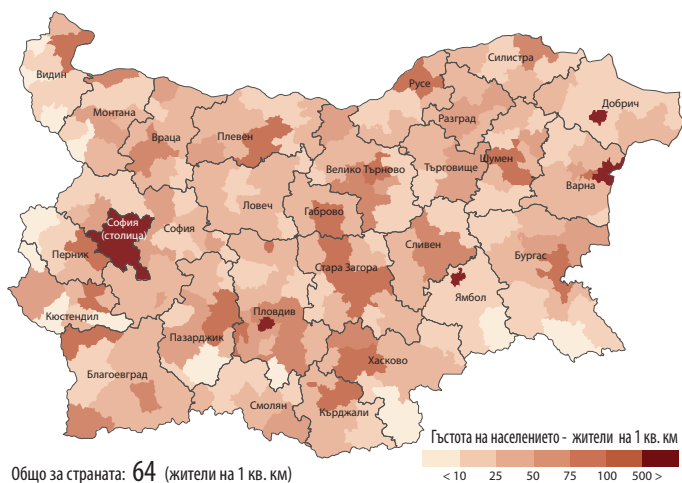 Силистра
Видин
Русе
Добрич
Монтана
Разград
Враца
Плевен
Шумен
Велико Търново
Търговище
Варна
Ловеч
Габрово
София
(столица)
София
Сливен
Перник
Бургас
Стара Загора
Ямбол
Кюстендил
Пловдив
Пазарджик
Хасково
Благоевград
Смолян
Кърджали
Гъстота на населението - жители на 1 кв. км
< 10 25 50 75 100 500 >
Общо за страната: 64 (жители на 1 кв. км)